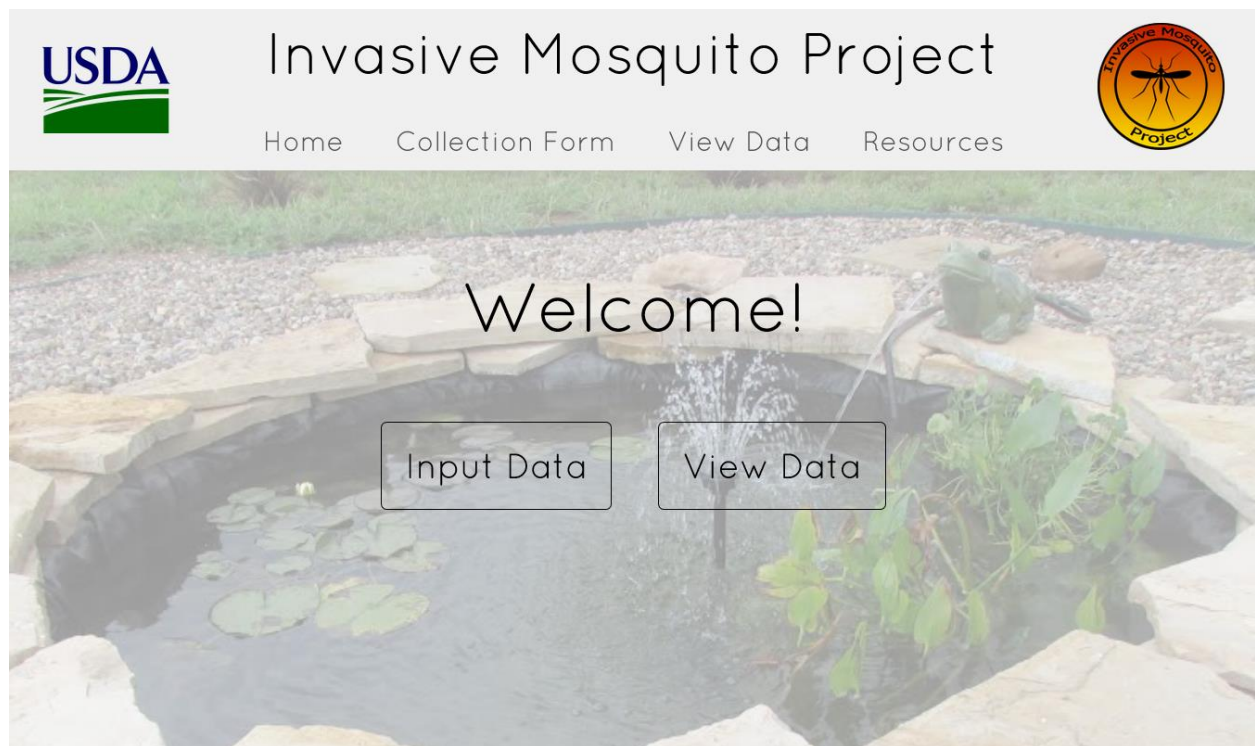 USDA
Invasive Mosquito Project
Invasive Mosquito
Project
Home Collection Form View Data Resources
Welcome!
Input Data View Data